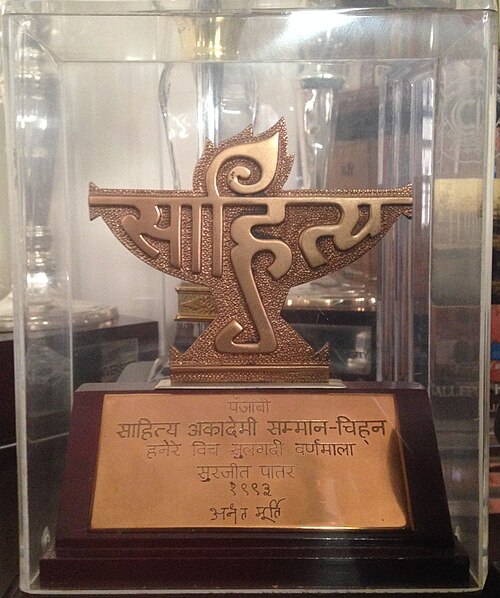 साहित्य
पंजाबी
साहित्य अकादेमी सम्मान-चिह्न
हनेरे विच सुलगदी वर्णमाला
सुरजीत पातर
१९९३
अनंत मूर्ति